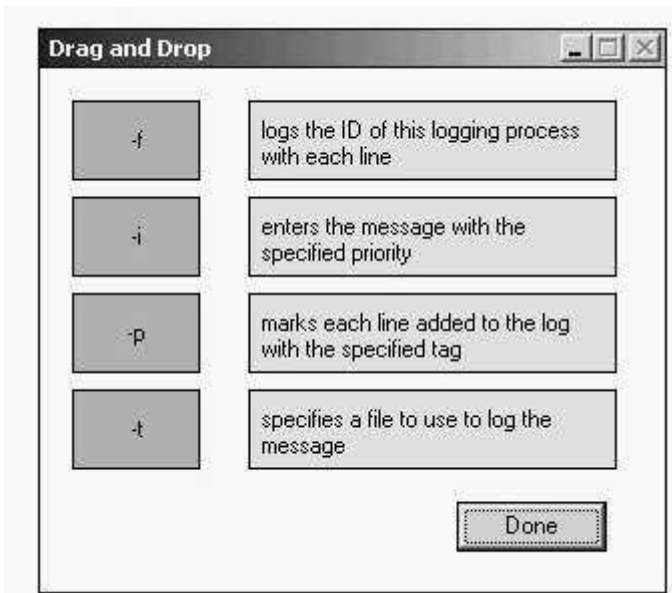 Drag and Drop
-f
logs the ID of this logging process
with each line
-i
enters the message with the
specified priority
-p
marks each line added to the log
with the specified tag
-t
specifies a file to use to log the
message
Done